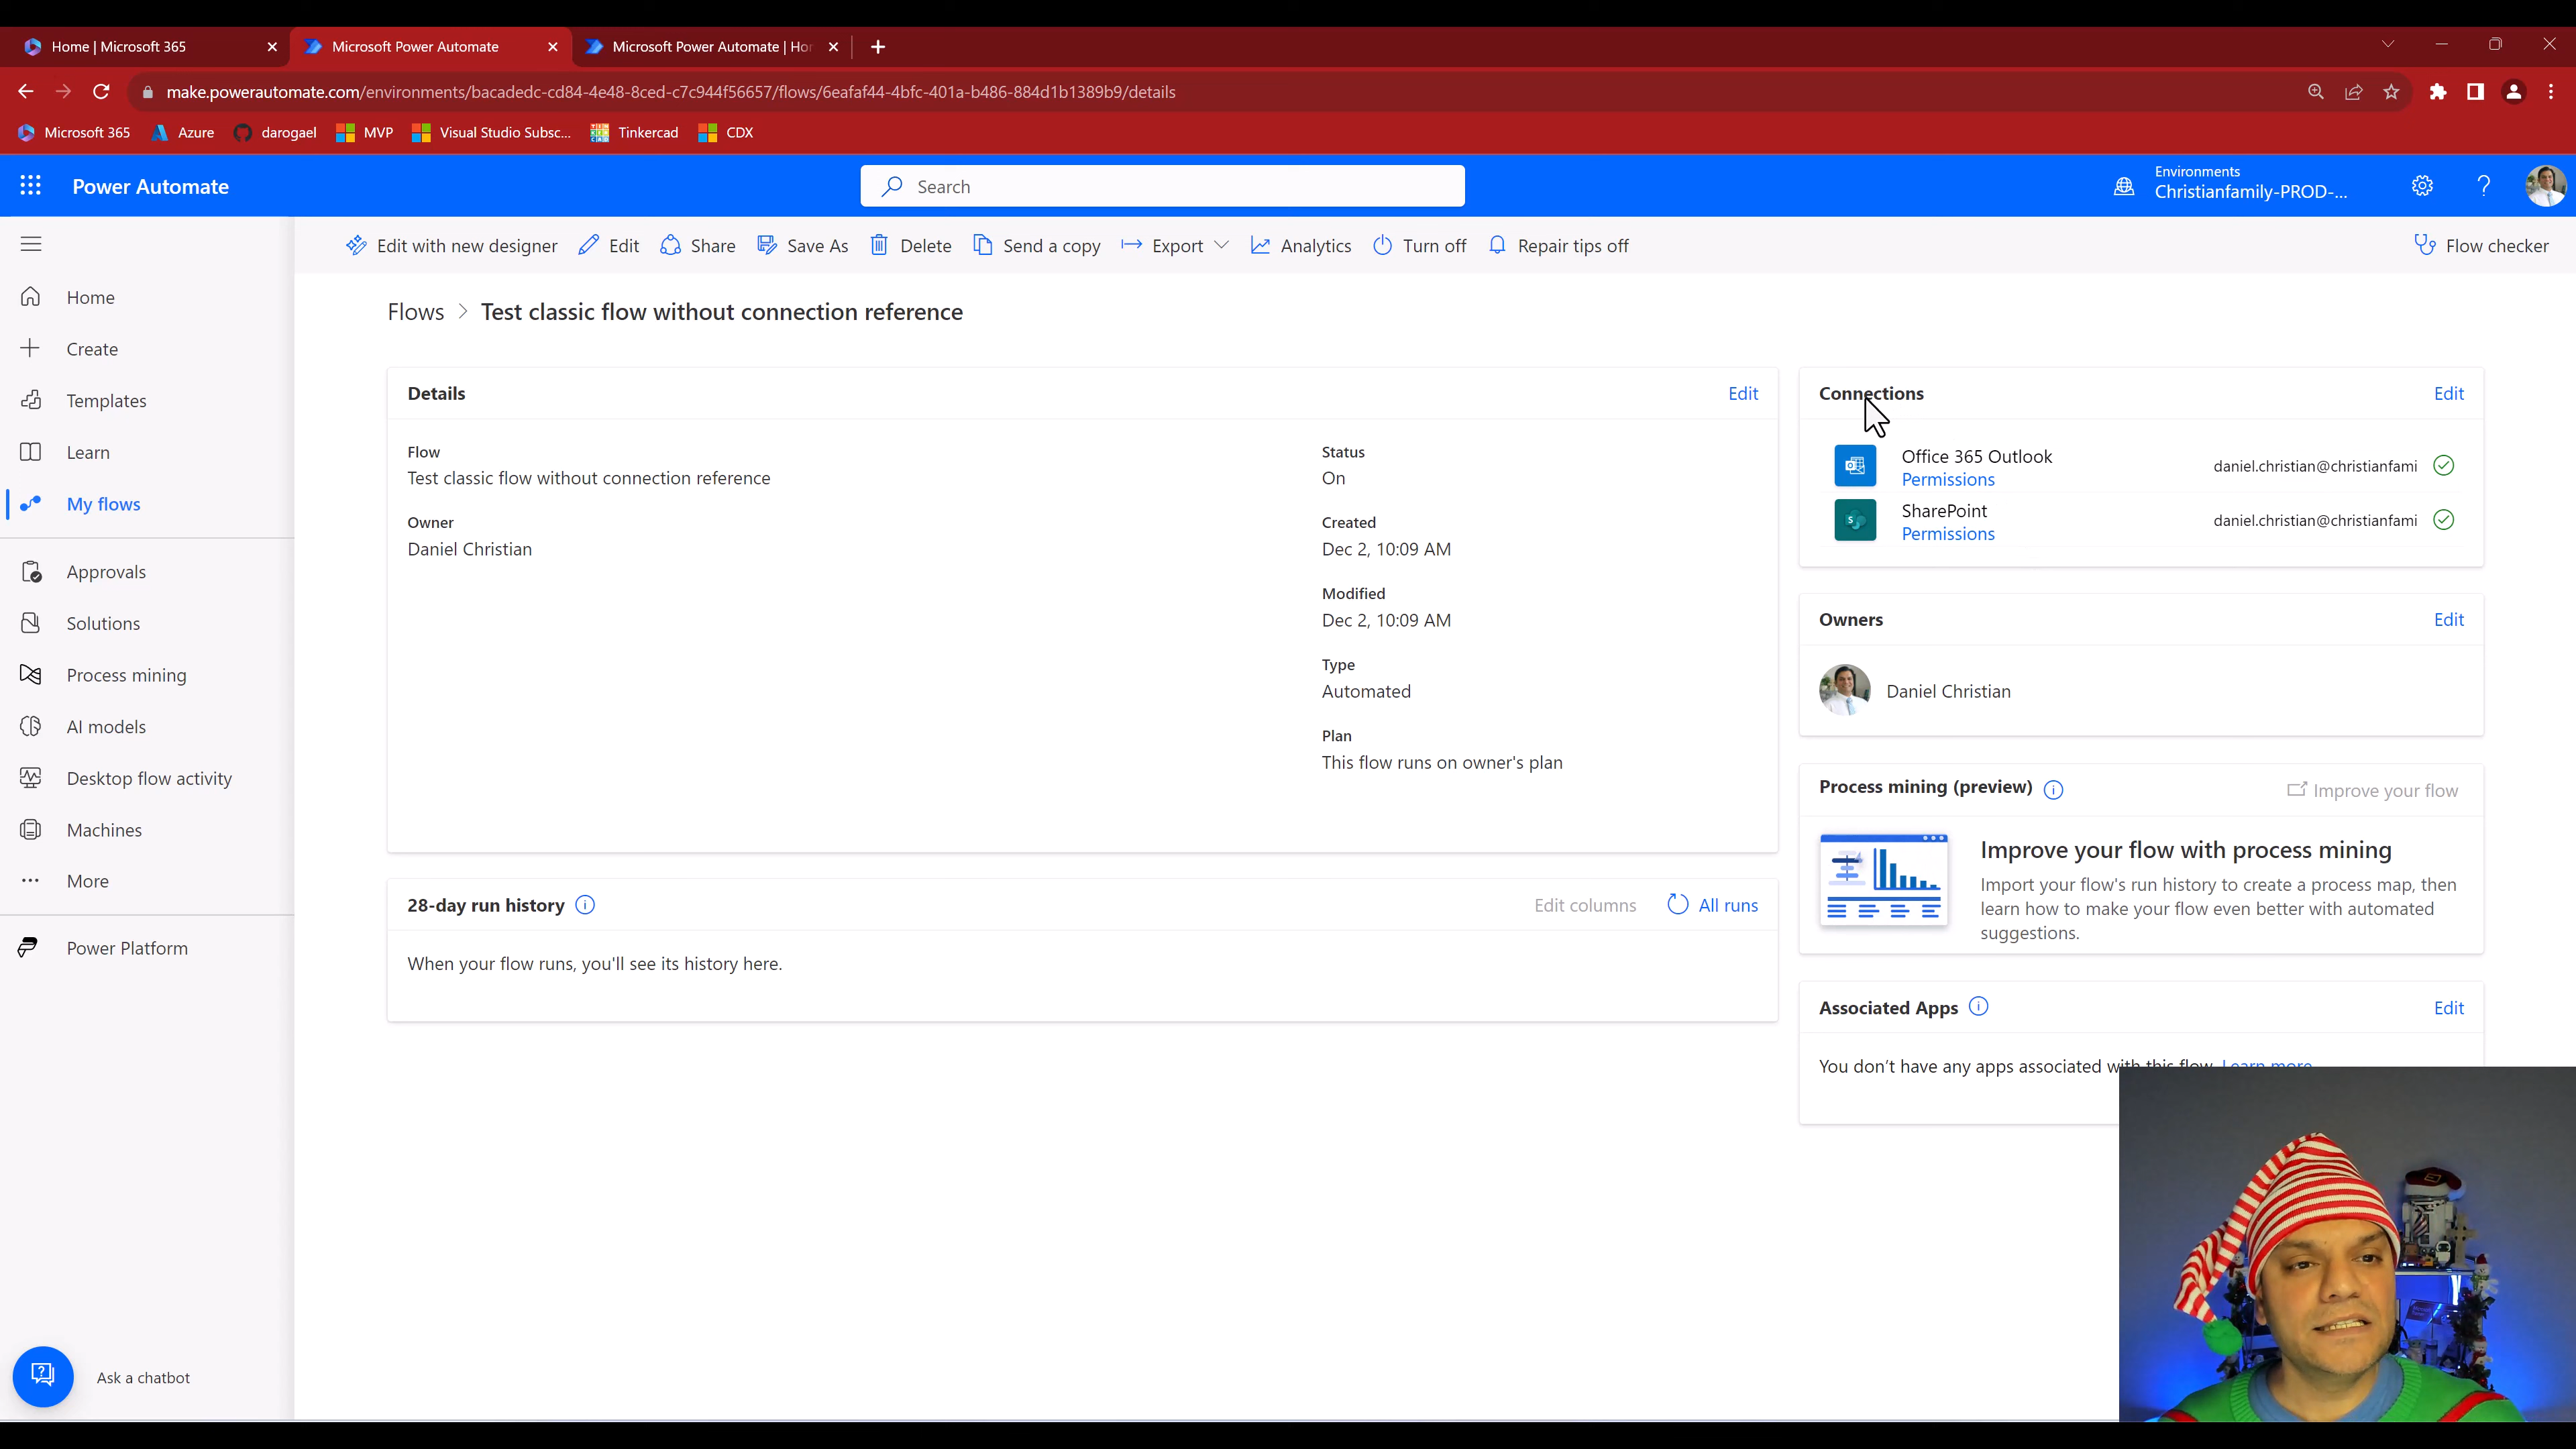 Home | Microsoft 365
Microsoft Power Automate
Microsoft Power Automate | Hor
make.powerautomate.com/environments/bacadedc-cd84-4e48-8ced-c7c944f56657/flows/6eafaf44-4bfc-401a-b486-884d1b1389b9/details
Microsoft 365
Azure
darogael
MVP
Visual Studio Subsc...
Tinkercad
CDX
Power Automate
Search
Environments
Christianfamily-PROD-...
Edit with new designer
Edit
Share
Save As
Delete
Send a copy
Export
Analytics
Turn off
Repair tips off
Flow checker
Home
Create
Templates
Learn
My flows
Approvals
Solutions
Process mining
AI models
Desktop flow activity
Machines
More
Power Platform
Ask a chatbot
Flows > Test classic flow without connection reference
Details
Edit
Flow
Test classic flow without connection reference
Owner
Daniel Christian
Status
On
Created
Dec 2, 10:09 AM
Modified
Dec 2, 10:09 AM
Type
Automated
Plan
This flow runs on owner's plan
28-day run history
Edit columns
All runs
When your flow runs, you'll see its history here.
Connections
Edit
Office 365 Outlook
Permissions
daniel.christian@christianfami
SharePoint
Permissions
daniel.christian@christianfami
Owners
Edit
Daniel Christian
Process mining (preview)
Improve your flow
Improve your flow with process mining
Import your flow's run history to create a process map, then
learn how to make your flow even better with automated
suggestions.
Associated Apps
Edit
You don't have any apps associated with this flow. Learn more